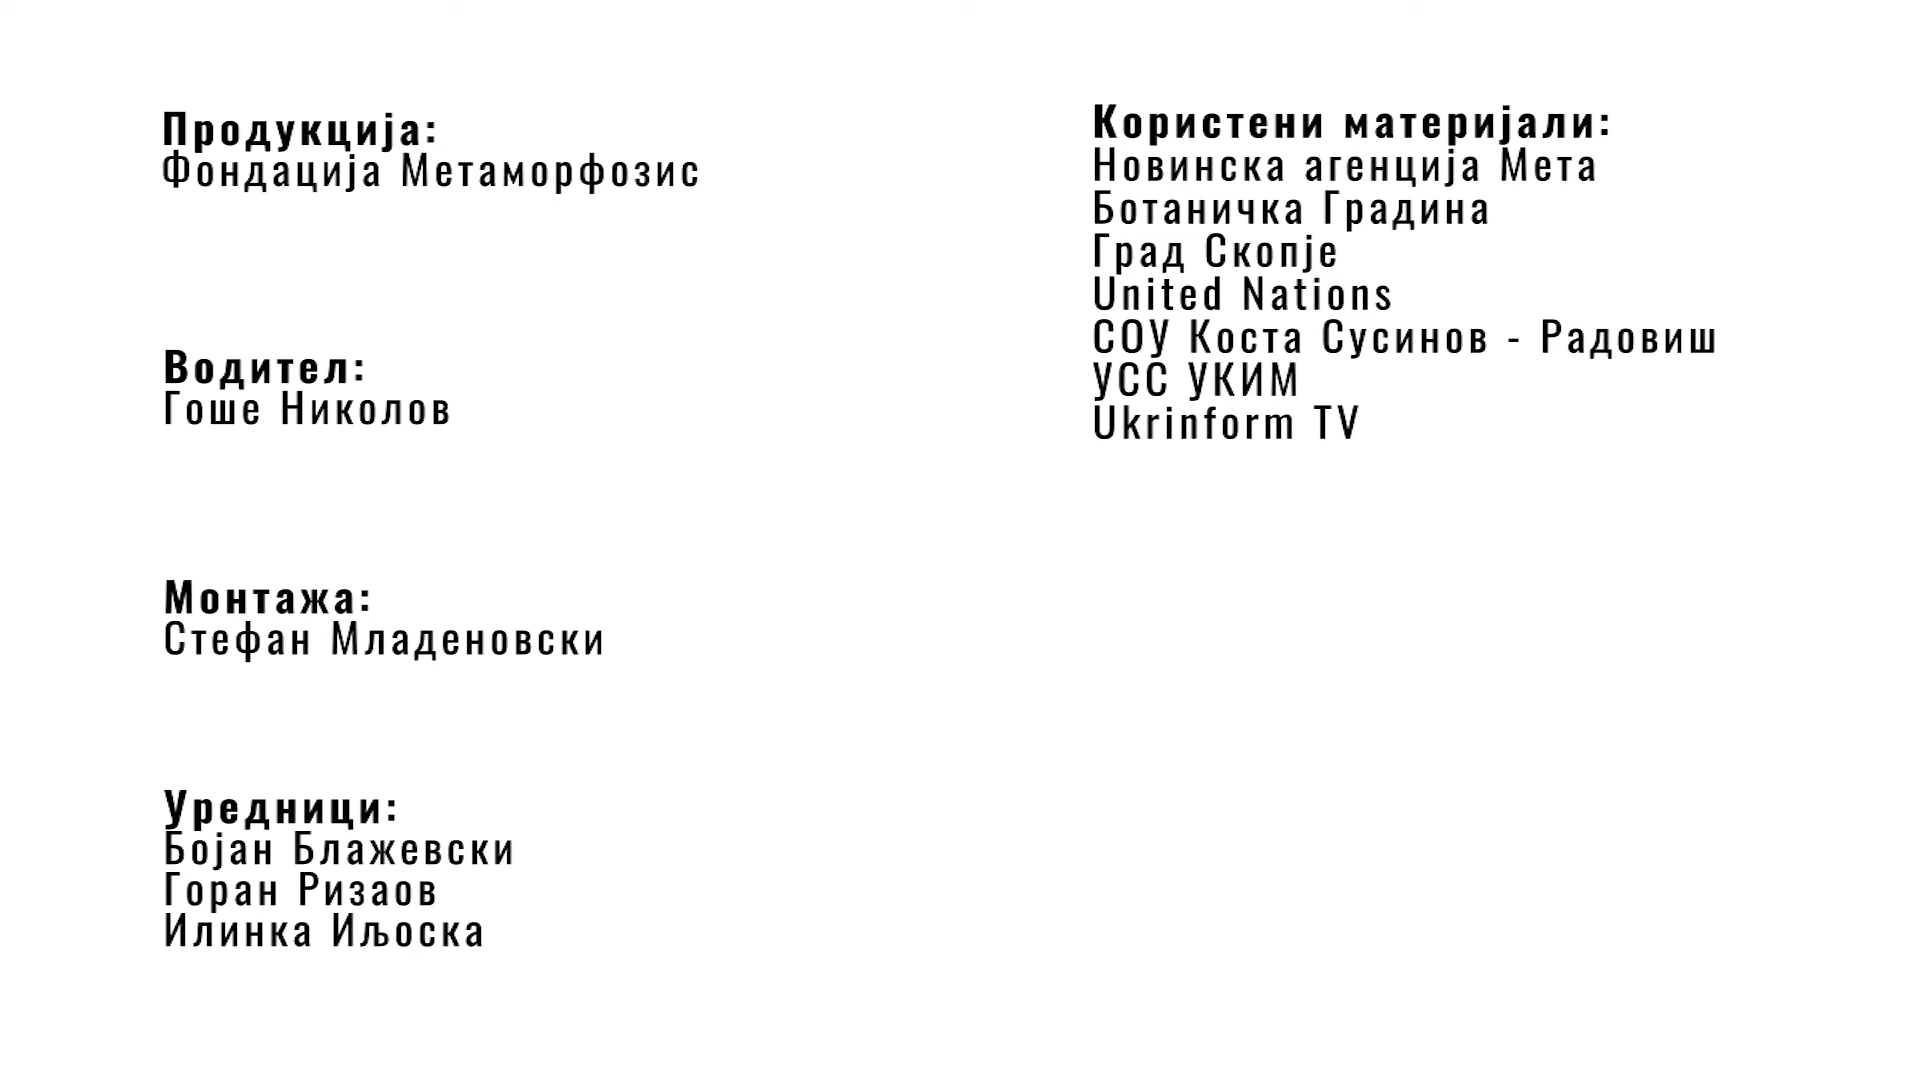 Продукција:
Фондација Метаморфозис
Водител:
Гоше Николов
Монтажа:
Стефан Младеновски
Уредници:
Бојан Блажевски
Горан Ризаов
Илинка Иљоска
Користени материјали:
Новинска агенција Мета
Ботаничка Градина
Град Скопје
United Nations
СОУ Коста Сусинов - Радовиш
УСС УКИМ
Ukrinform TV